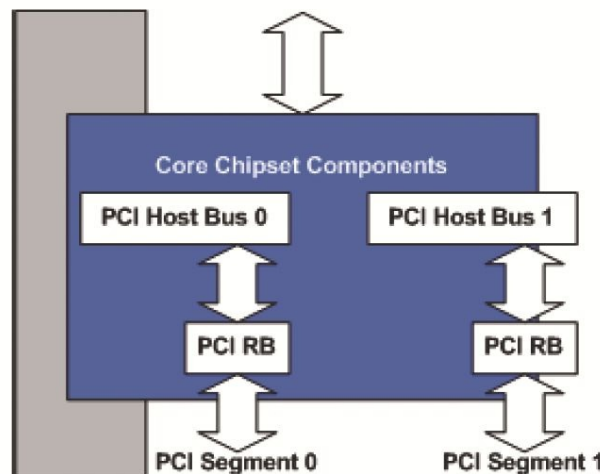 Core Chipset Components
PCI Host Bus 0
PCI Host Bus 1
PCI RB
PCI RB
PCI Segment 0
PCI Segment 1